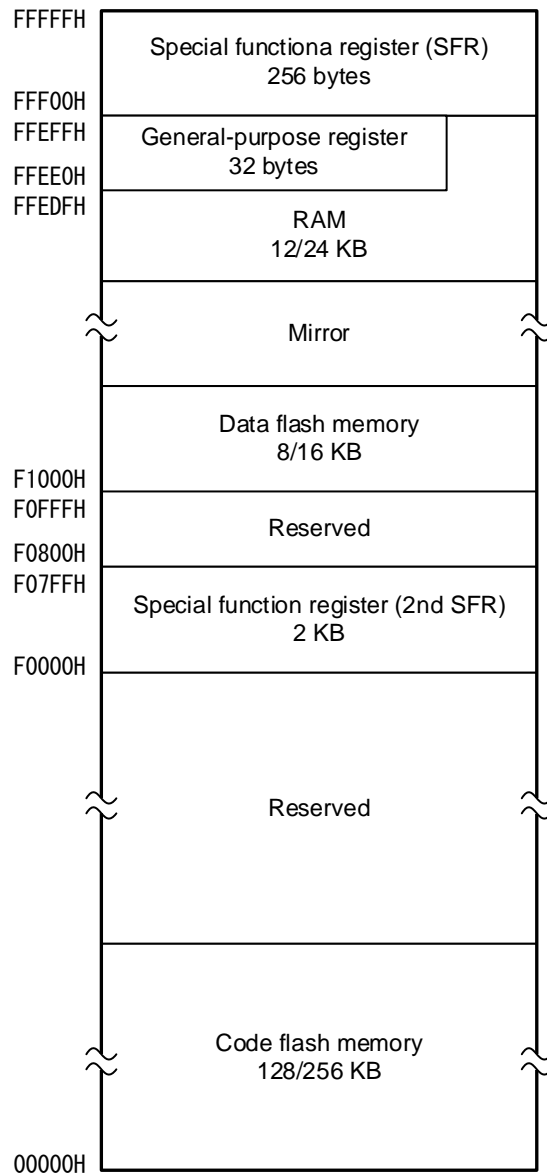 FFFFFH
Special functiona register (SFR)
256 bytes
FFF00H
FFEFFH
General-purpose register
32 bytes
FFEE0H
FFEDFH
RAM
12/24 KB
Mirror
Data flash memory
8/16 KB
F1000H
F0FFFH
Reserved
F0800H
F07FFH
Special function register (2nd SFR)
2 KB
F0000H
Reserved
Code flash memory
128/256 KB
00000H